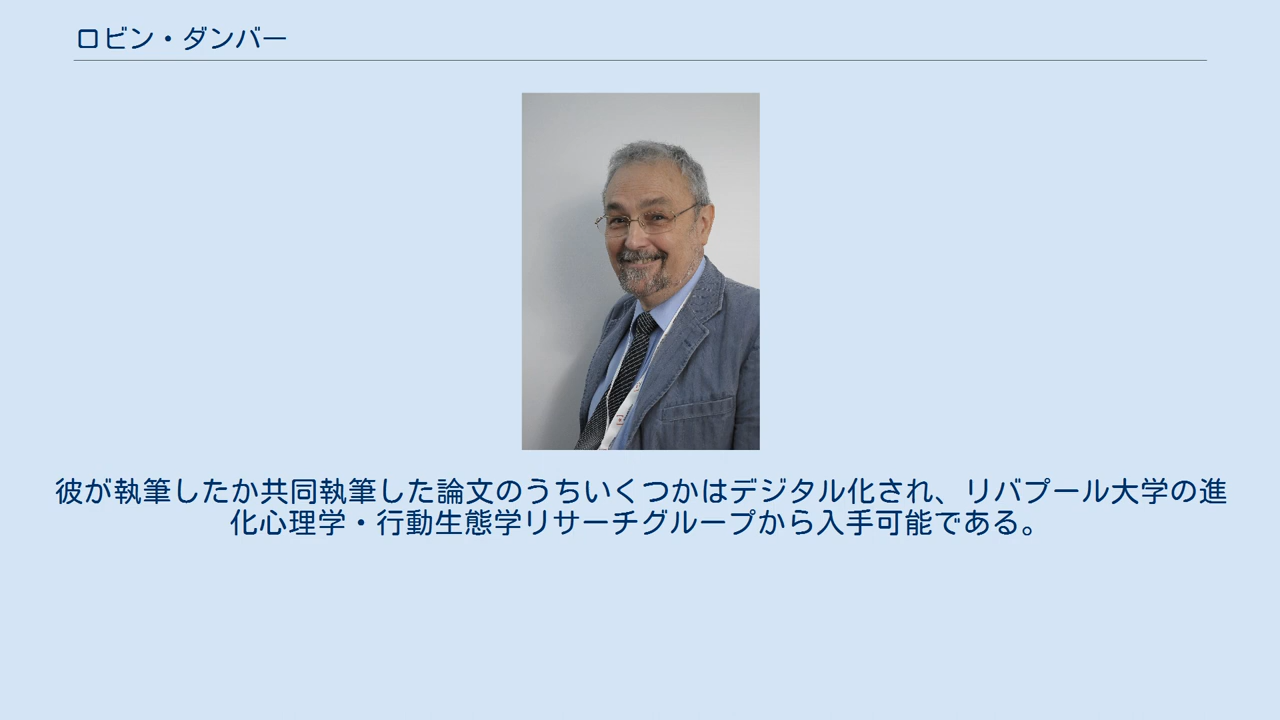 ロビン・ダンバー
彼が執筆したか共同執筆した論文のうちいくつかはデジタル化され、リバプール大学の進
化心理学・行動生態学リサーチグループから入手可能である。